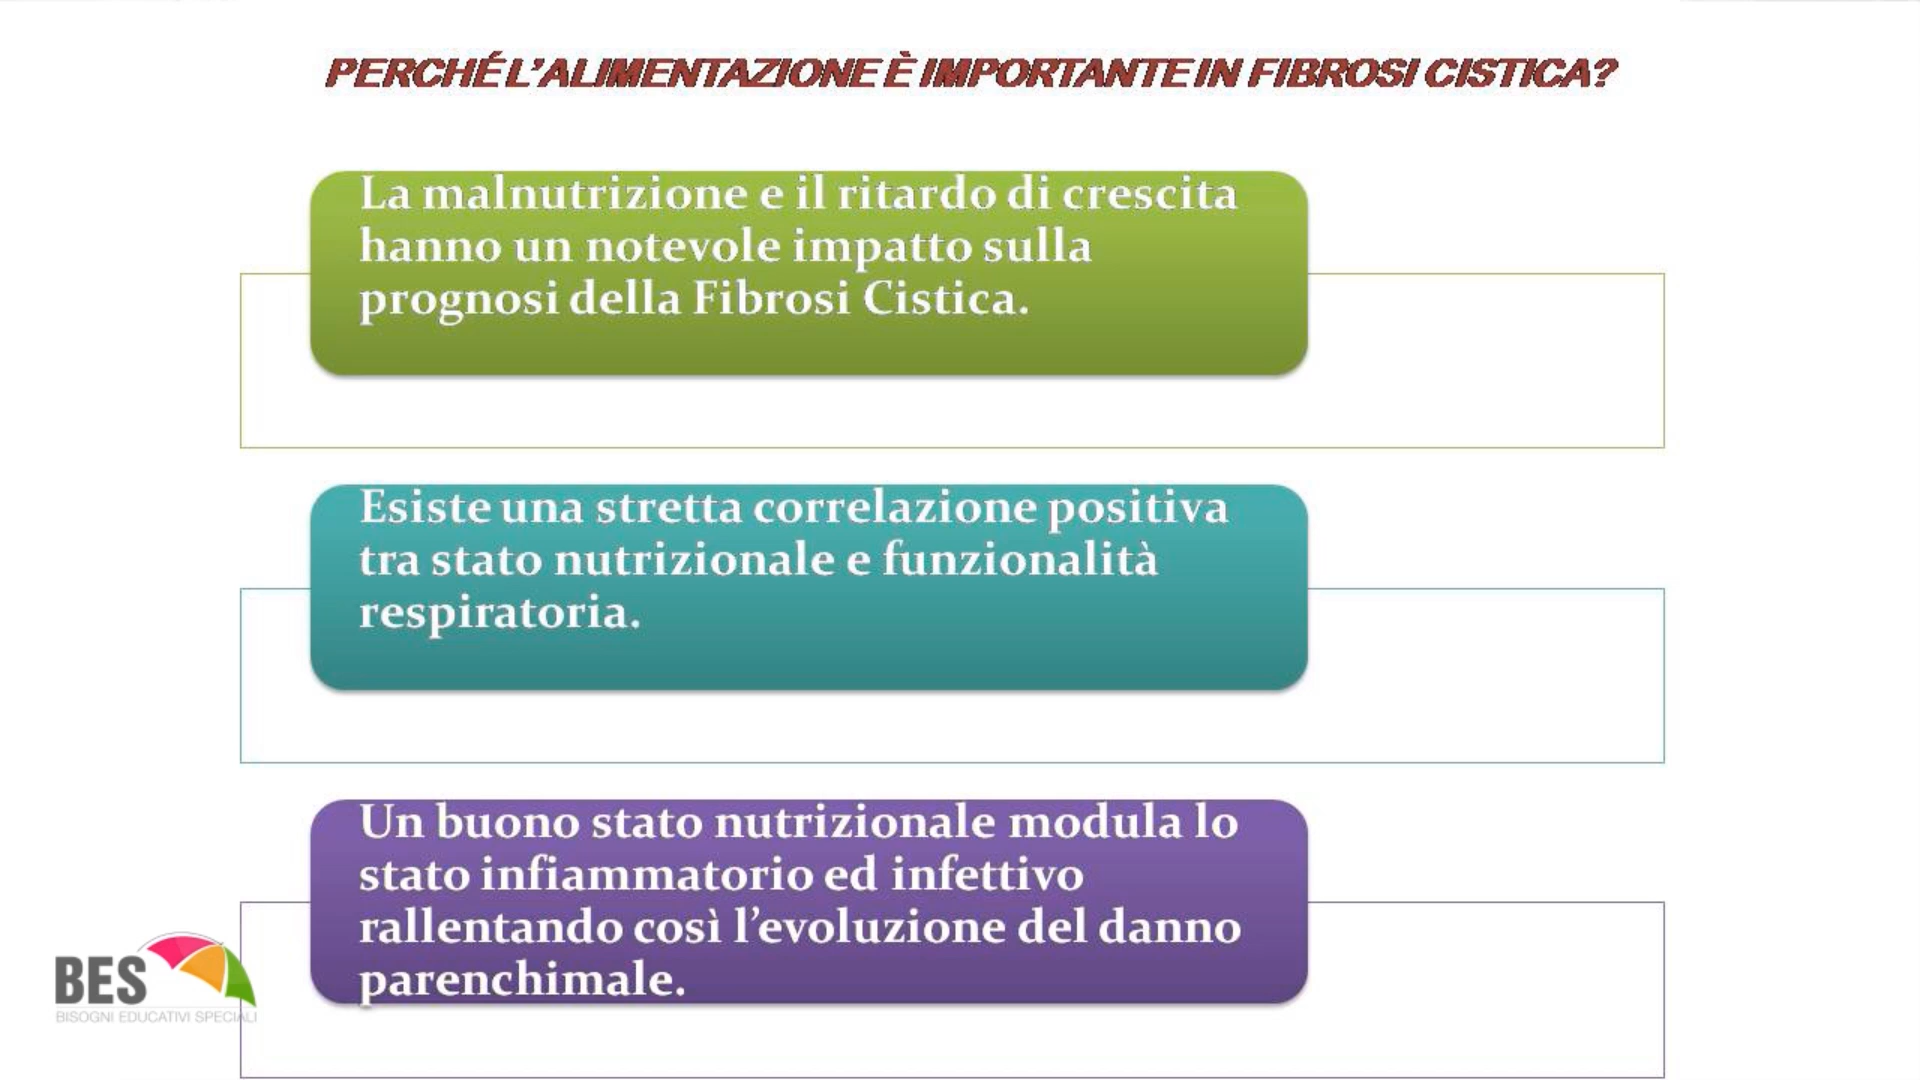 PERCHÉ L'ALIMENTAZIONE È IMPORTANTE IN FIBROSI CISTICA?
La malnutrizione e il ritardo di crescita
hanno un notevole impatto sulla
prognosi della Fibrosi Cistica.
Esiste una stretta correlazione positiva
tra stato nutrizionale e funzionalità
respiratoria.
Un buono stato nutrizionale modula lo
stato infiammatorio ed infettivo
rallentando così l'evoluzione del danno
parenchimale.
BES
BISOGNI EDUCATIVI SPECIALI